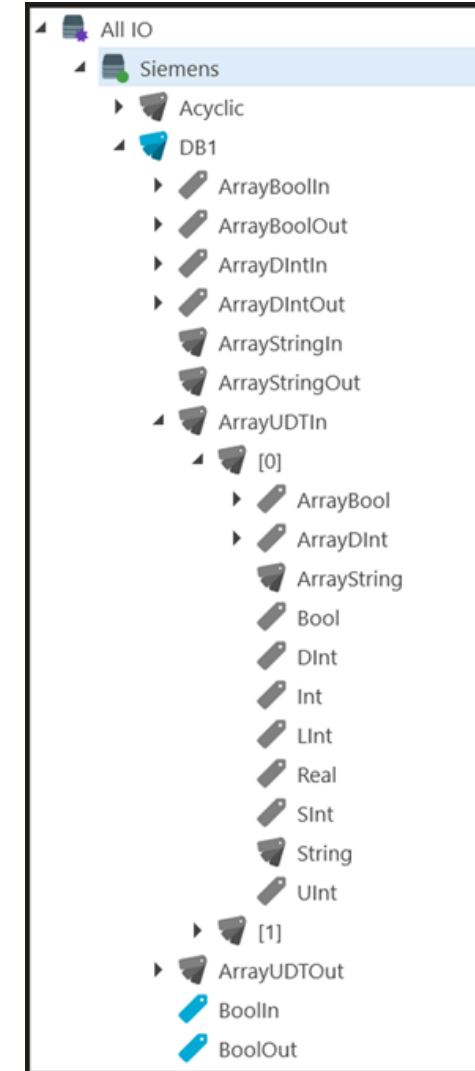 All IO
Siemens
Acyclic
DB1
ArrayBoolIn
ArrayBoolOut
ArrayDIntIn
ArrayDIntOut
ArrayStringIn
ArrayStringOut
ArrayUDTIn
[0]
ArrayBool
ArrayDInt
ArrayString
Bool
DInt
Int
LInt
Real
SInt
String
UInt
[1]
ArrayUDTOut
BoolIn
BoolOut